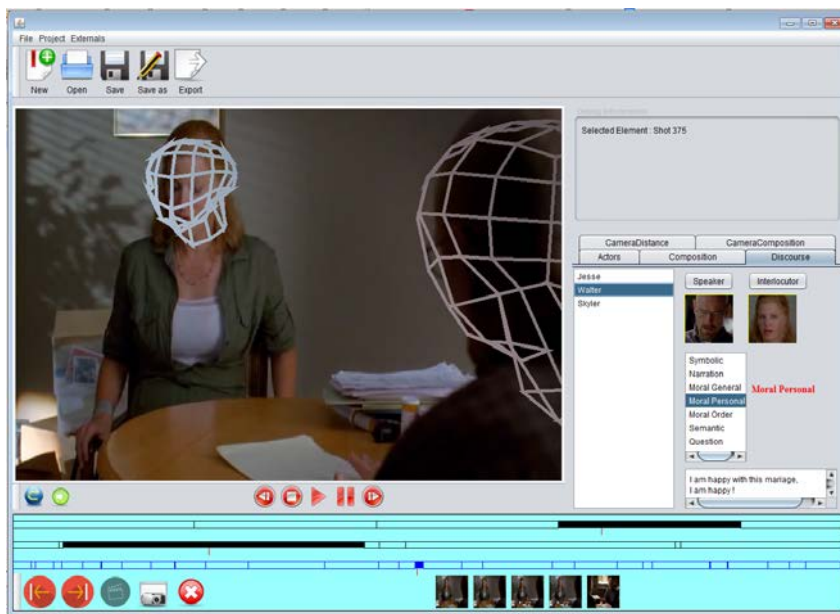 File Project Externals
New Open Save Save as Export
Selected Element : Shot 375
CameraDistance CameraComposition
Actors Composition Discourse
Jesse
Walter
Skyler
Speaker Interlocutor
Symbolic
Narration
Moral General
Moral Personal
Moral Order
Semantic
Question
Moral Personal
I am happy with this mariage,
I am happy !